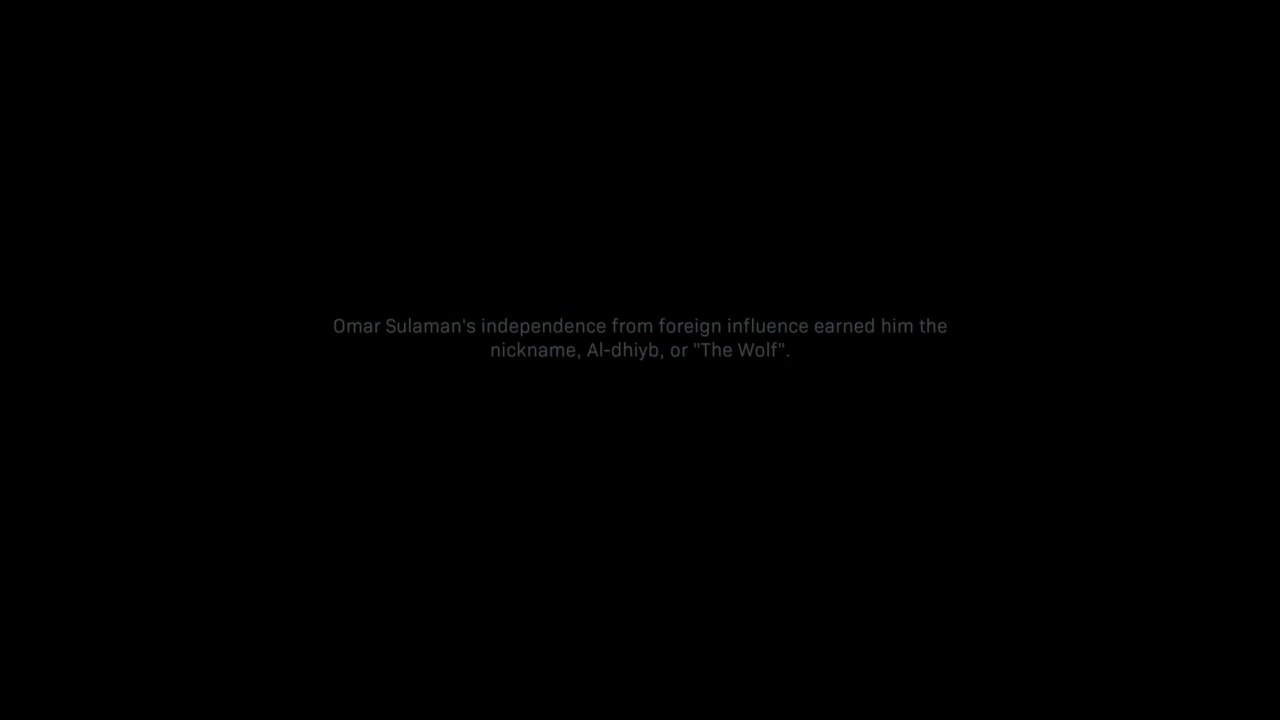 Omar Sulaman's independence from foreign influence earned him the
nickname, Al-dhiyb, or "The Wolf".